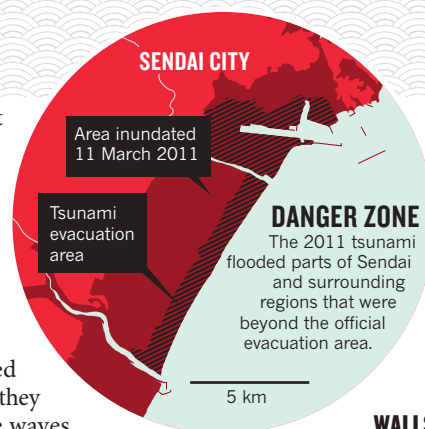 SENDAI CITY
Area inundated
11 March 2011
Tsunami
evacuation
area
DANGER ZONE
The 2011 tsunami
flooded parts of Sendai
and surrounding
regions that were
beyond the official
evacuation area.
5 km
they
waves
WALLS